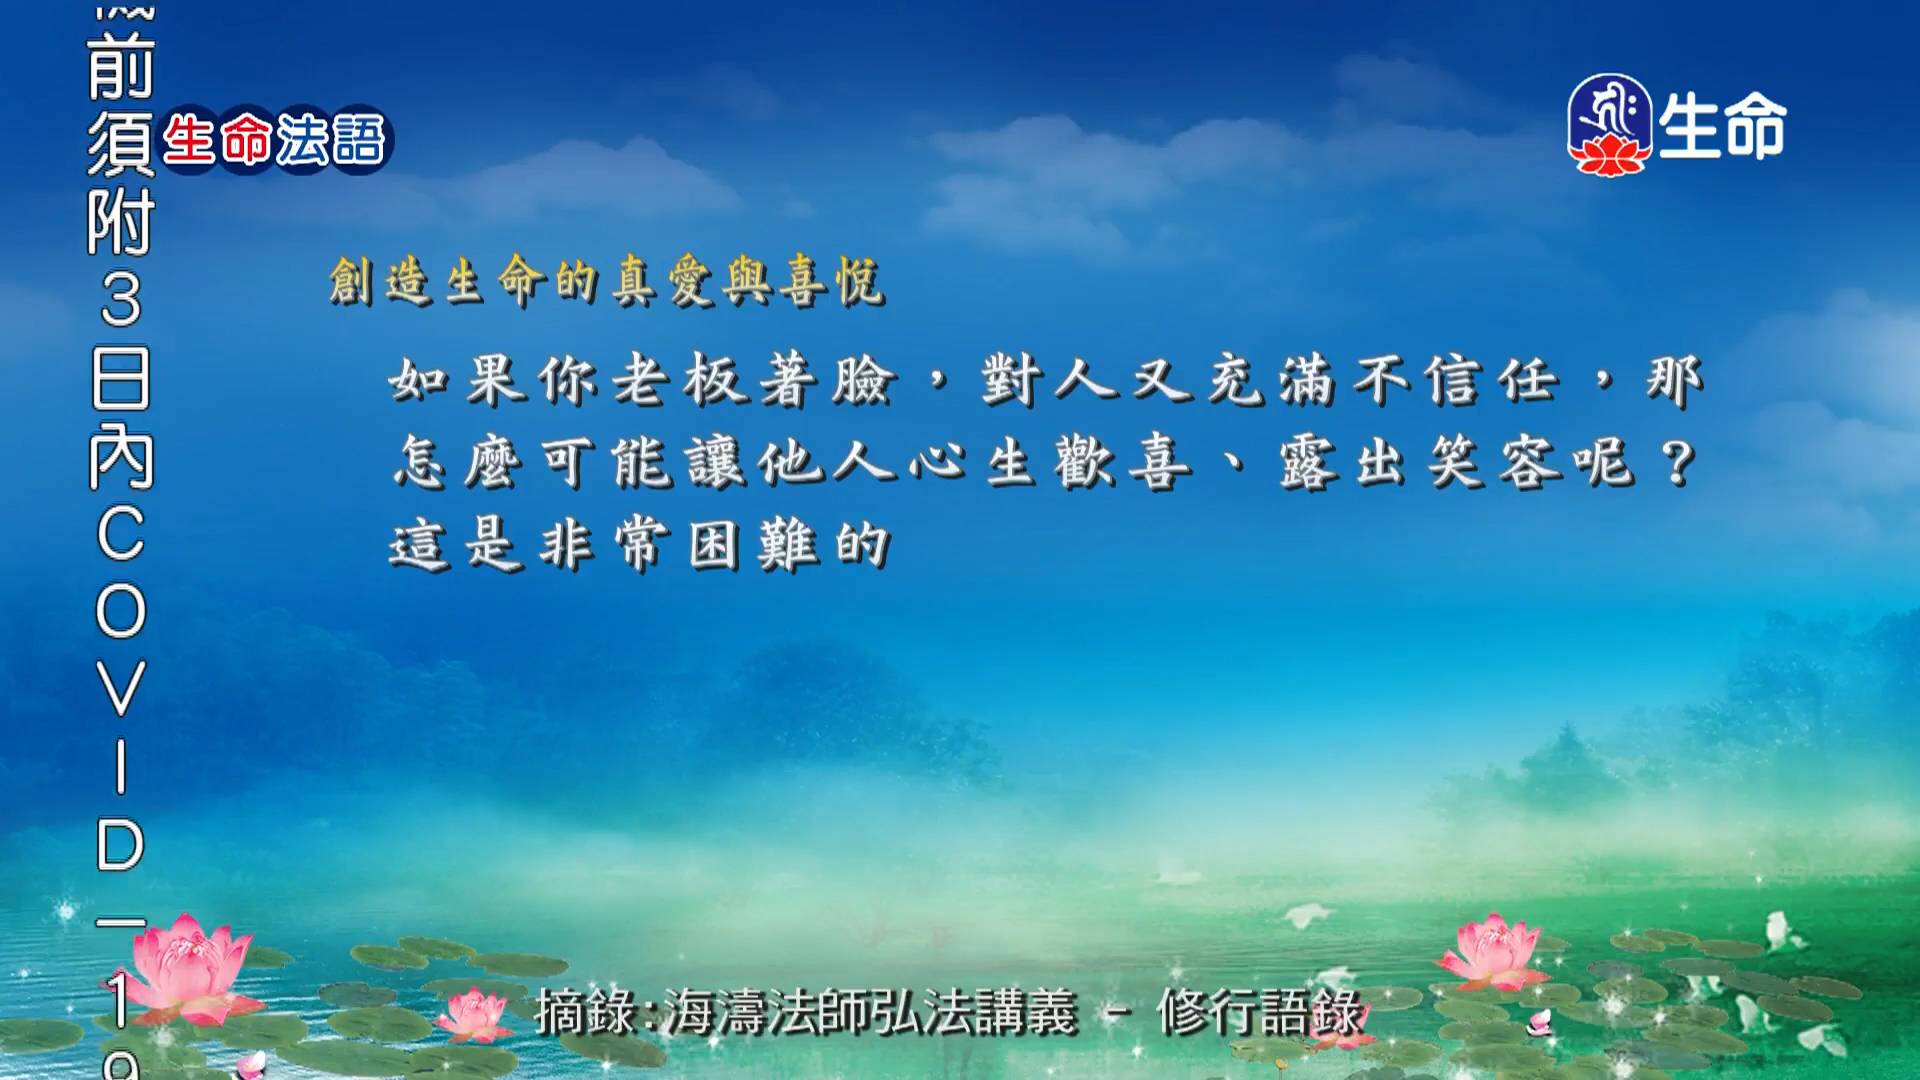 前須附3日內COVID-19
生命法語
生命
創造生命的真愛與喜悅
如果你老板著臉，對人又充滿不信任，那
怎麼可能讓他人心生歡喜、露出笑容呢？
這是非常困難的
摘錄:海濤法師弘法講義 - 修行語錄